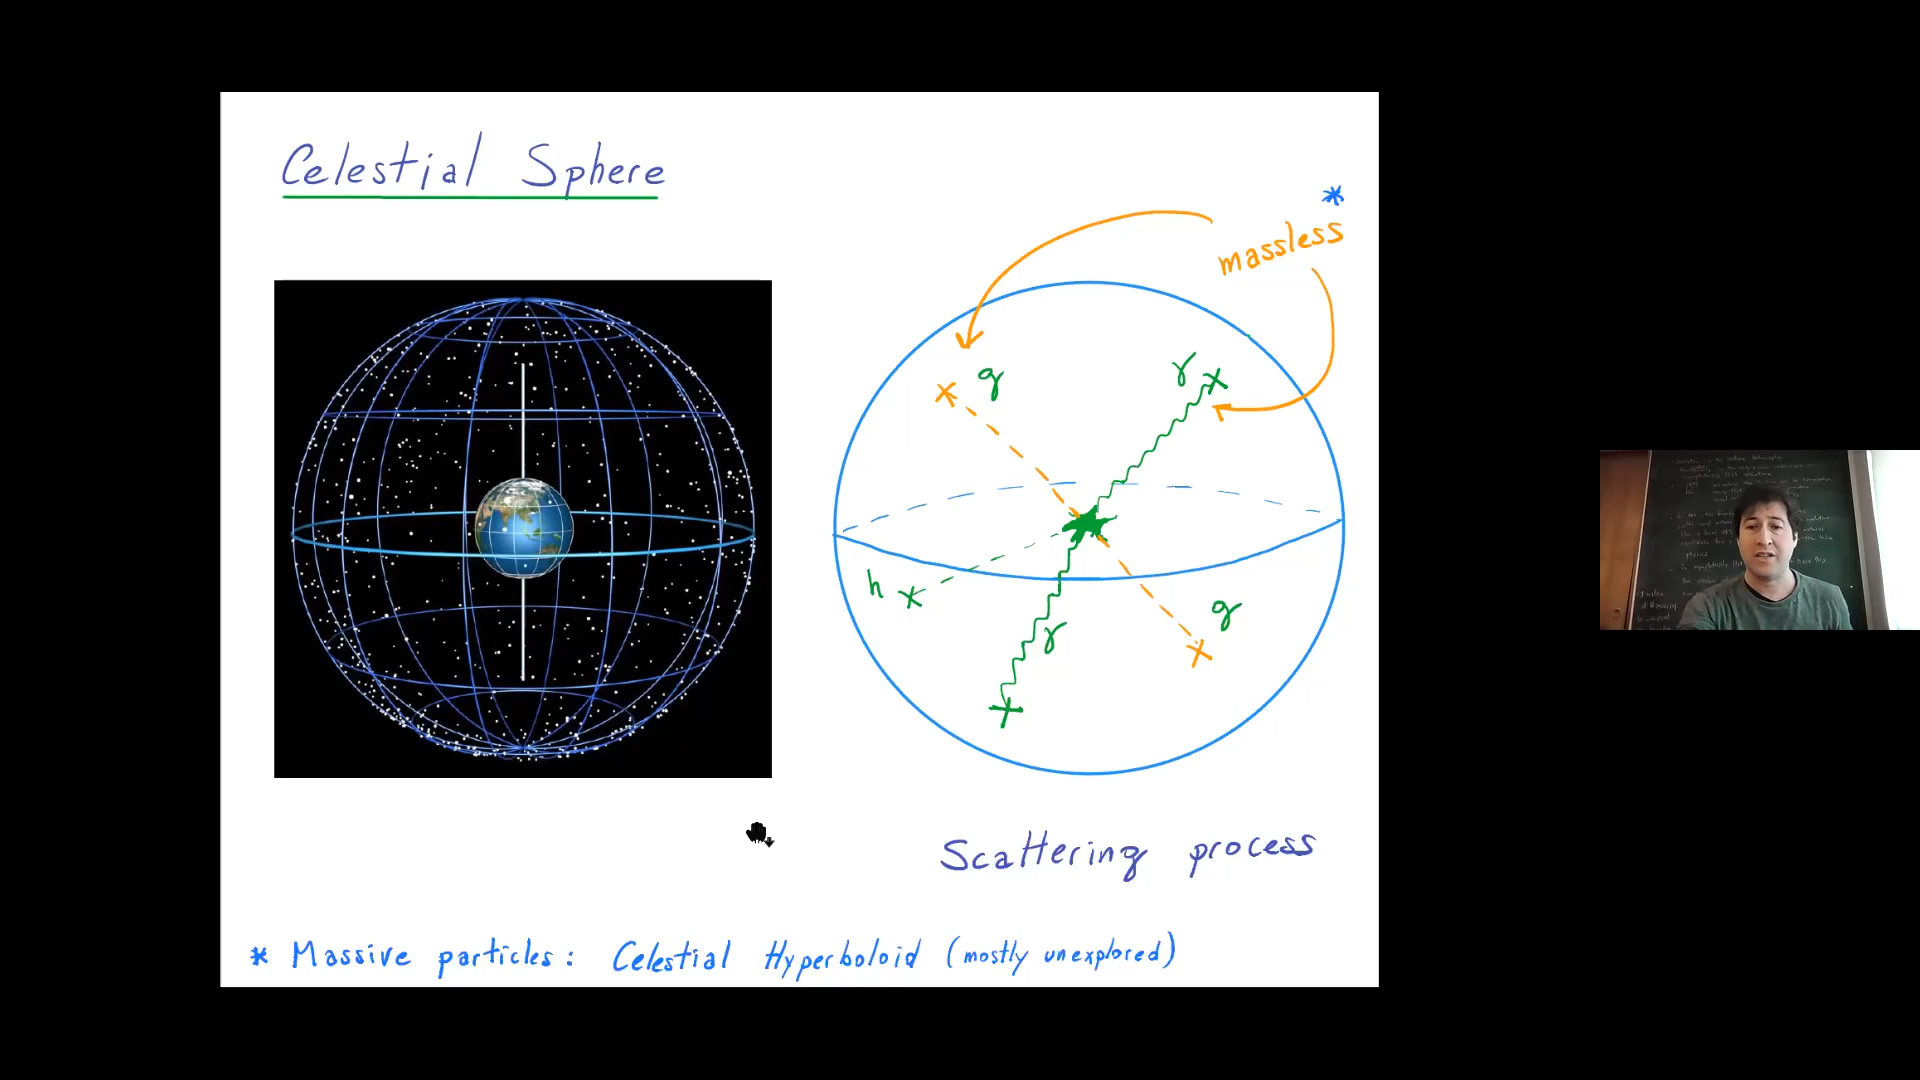 Celestial Sphere
*
massless
g
γ
h
γ
g
Scattering process
* Massive particles: Celestial Hyperboloid (mostly unexplored)